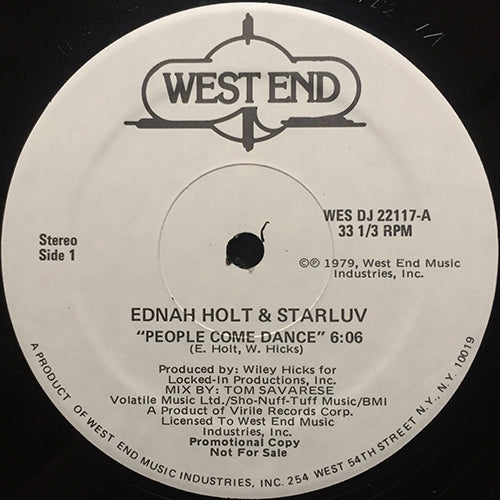 WEST END
WES DJ 22117-A
33 1/3 RPM
Stereo
Side 1
©℗ 1979, West End Music
Industries, Inc.
EDNAH HOLT & STARLUV
"PEOPLE COME DANCE" 6:06
(E. Holt, W. Hicks)
Produced by: Wiley Hicks for
Locked-In Productions, Inc.
MIX BY: TOM SAVARESE
Volatile Music Ltd./Sho-Nuff-Tuff Music/BMI
A Product of Virile Records Corp.
Licensed To West End Music
Industries, Inc.
Promotional Copy
Not For Sale
A PRODUCT OF WEST END MUSIC INDUSTRIES, INC. 254 WEST 54TH STREET N.Y., N.Y. 10019